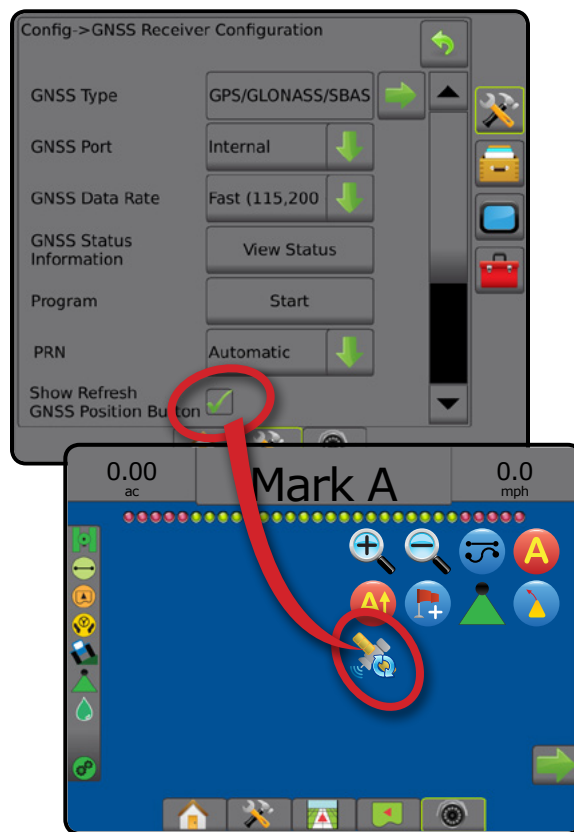 Config->GNSS Receiver Configuration
GNSS Type GPS/GLONASS/SBAS
GNSS Port Internal
GNSS Data Rate Fast (115,200
GNSS Status
Information
View Status
Program Start
PRN Automatic
Show Refresh
GNSS Position Button
0.00
ac
Mark A
0.0
mph
A
A